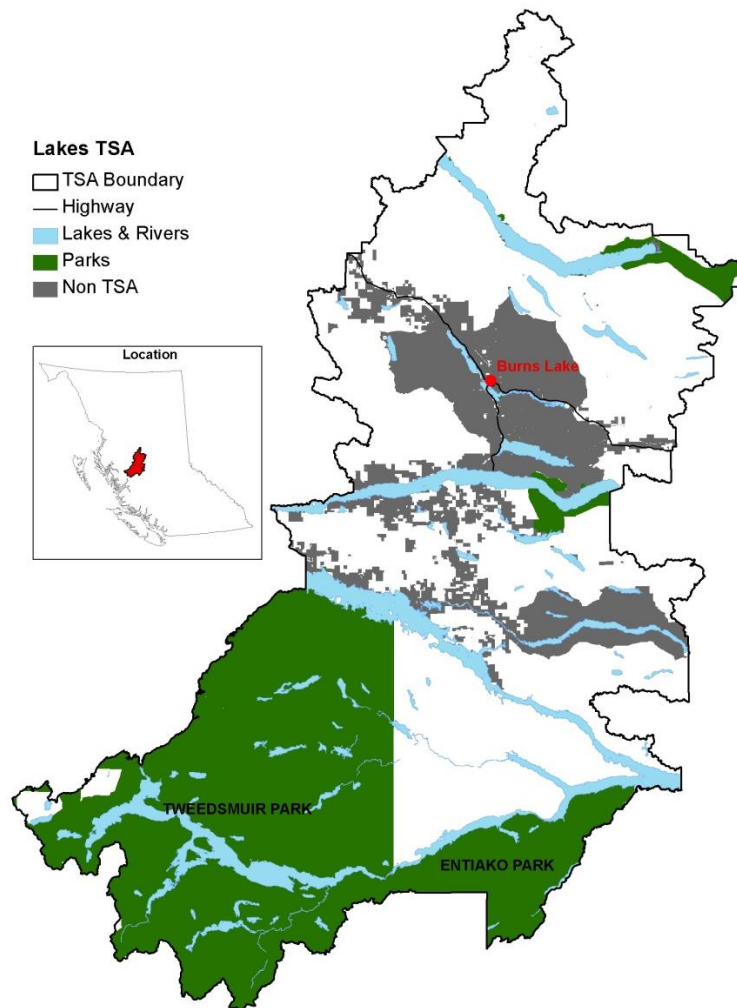 Lakes TSA
TSA Boundary
Highway
Lakes & Rivers
Parks
Non TSA
Location
Burns Lake
TWEEDSMUIR PARK
ENTIAKO PARK